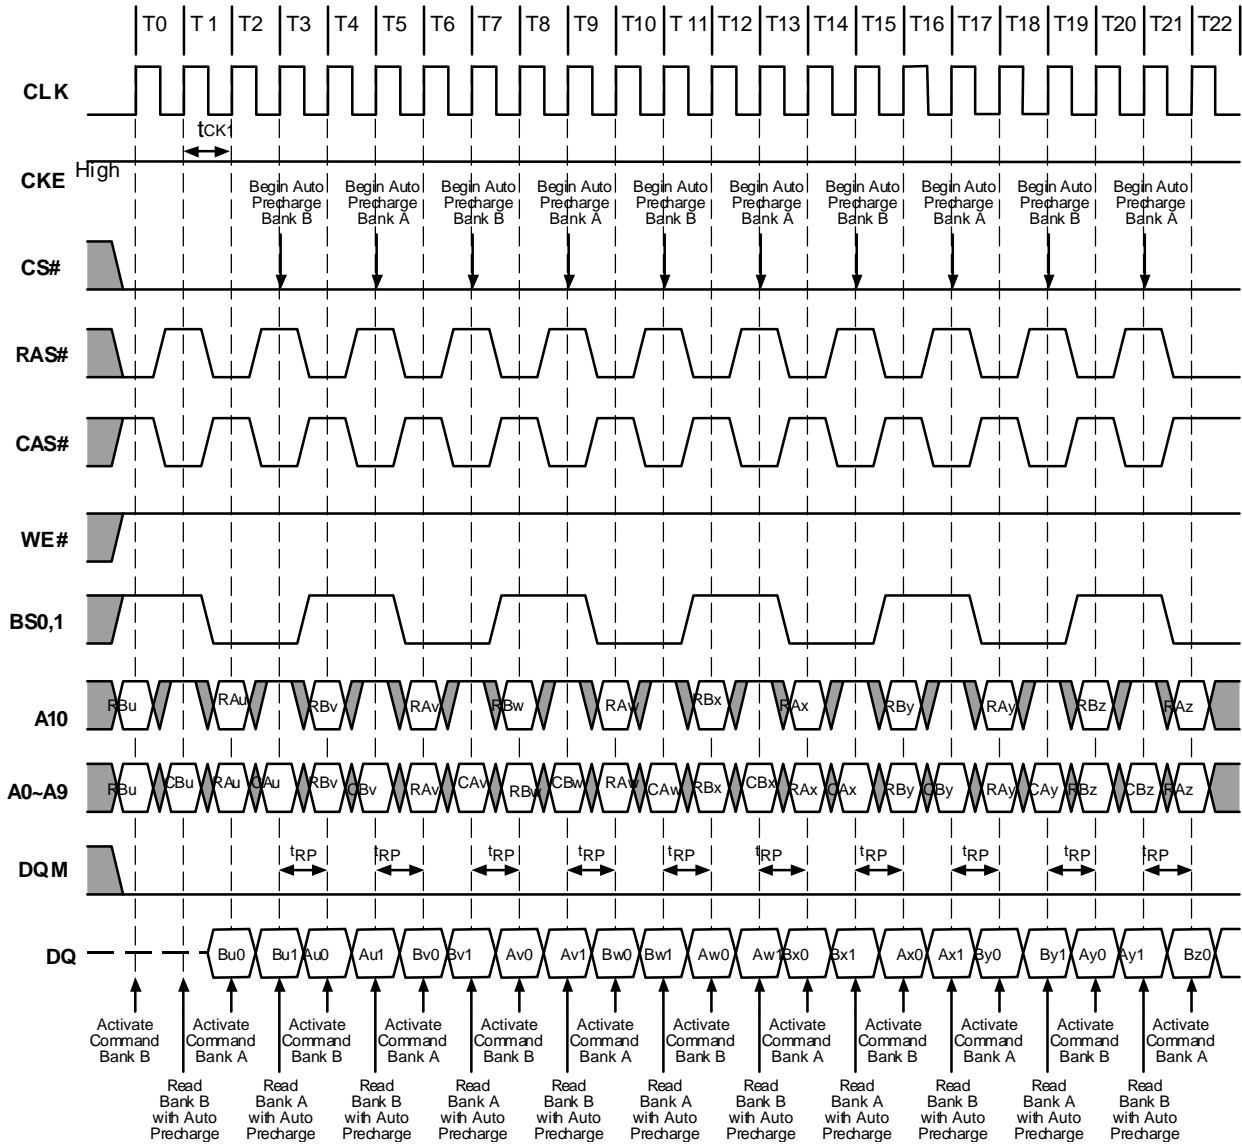 T0 T 1 T2 T3 T4 T5 T6 T7 T8 T9 T10 T 11 T12 T13 T14 T15 T16 T17 T18 T19 T20 T21 T22
CLK
tCK1
High
CKE
Begin Auto Begin Auto Begin Auto Begin Auto Begin Auto Begin Auto Begin Auto Begin Auto Begin Auto Begin Auto
Precharge Precharge Precharge Precharge Precharge Precharge Precharge Precharge Precharge Precharge
Bank B Bank A Bank B Bank A Bank B Bank A Bank B Bank A Bank B Bank A
CS#
RAS#
CAS#
WE#
BS0,1
A10 RBu RAu RBv RAv RBw RAw RBx RAx RBy RAy RBz RAz
A0~A9 RBu CBu RAu CAu RBv CBv RAv CAv RBw CBw RAw CAw RBx CBx RAx CAx RBy CBy RAy CAy RBz CBz RAz
DQM tRP tRP tRP tRP tRP tRP tRP tRP tRP tRP
DQ Bu0 Bu1 Au0 Au1 Bv0 Bv1 Av0 Av1 Bw0 Bw1 Aw0 Aw1 Bx0 Bx1 Ax0 Ax1 By0 By1 Ay0 Ay1 Bz0
Activate Activate Activate Activate Activate Activate Activate Activate Activate Activate Activate Activate
Command Command Command Command Command Command Command Command Command Command Command Command
Bank B Bank A Bank B Bank A Bank B Bank A Bank B Bank A Bank B Bank A Bank B Bank A
Read Read Read Read Read Read Read Read Read Read Read
Bank B Bank A Bank B Bank A Bank B Bank A Bank B Bank A Bank B Bank A Bank B
with Auto with Auto with Auto with Auto with Auto with Auto with Auto with Auto with Auto with Auto with Auto
Precharge Precharge Precharge Precharge Precharge Precharge Precharge Precharge Precharge Precharge Precharge